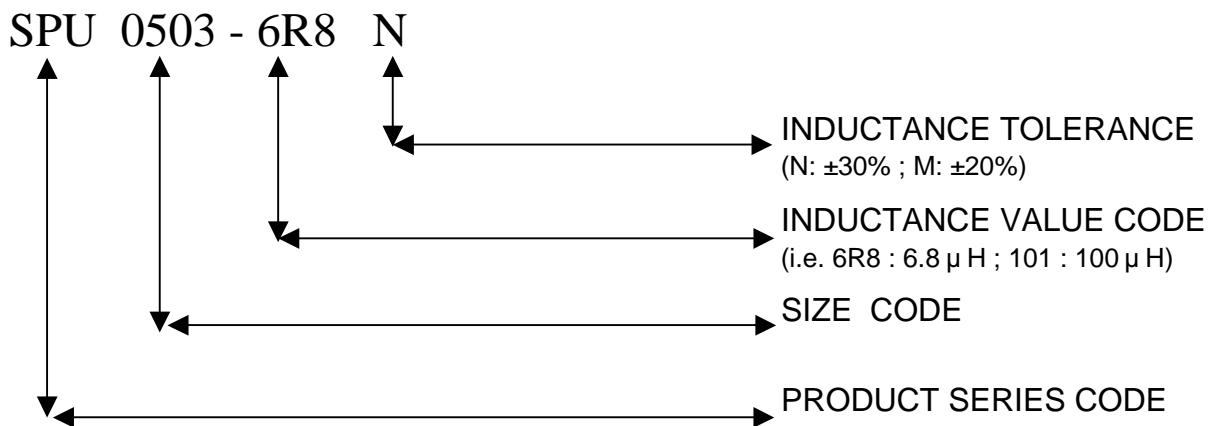 SPU 0503 - 6R8 N
INDUCTANCE TOLERANCE
(N: ±30% ; M: ±20%)
INDUCTANCE VALUE CODE
(i.e. 6R8 : 6.8 µ H ; 101 : 100 µ H)
SIZE CODE
PRODUCT SERIES CODE